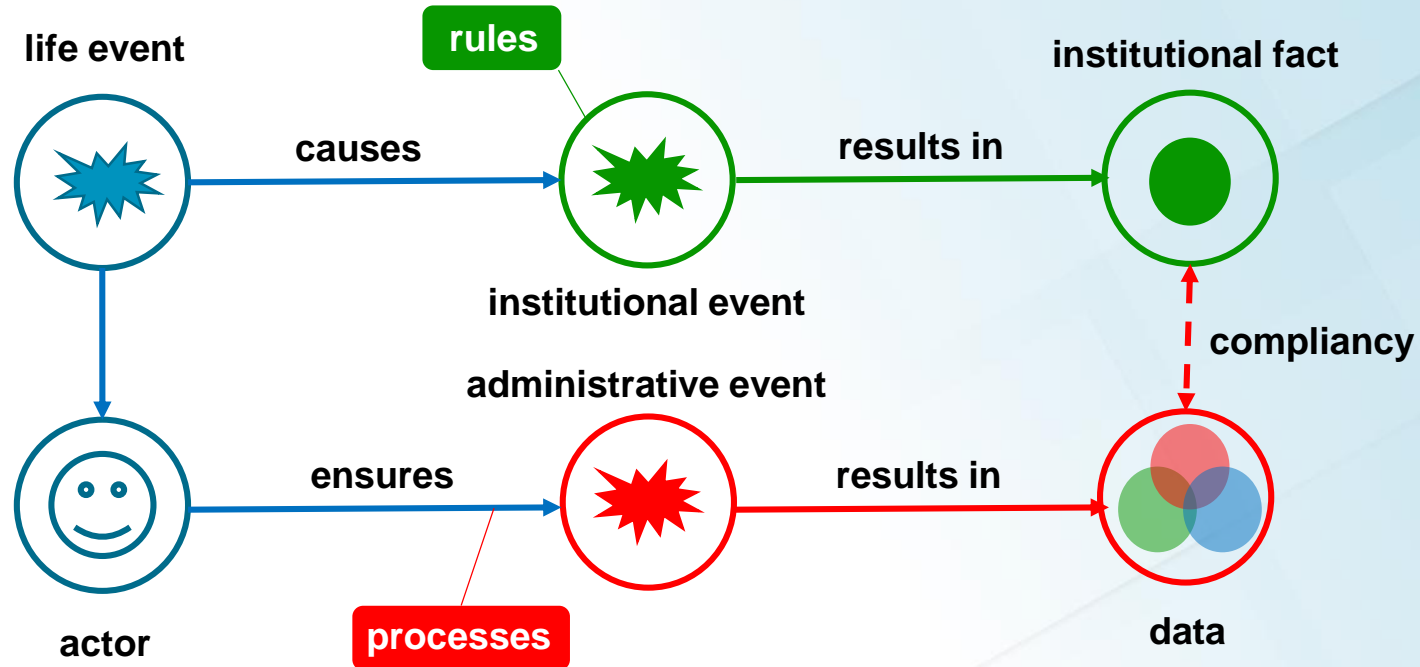 rules
life event
institutional fact
causes
results in
institutional event
compliancy
administrative event
ensures
results in
processes
actor
data